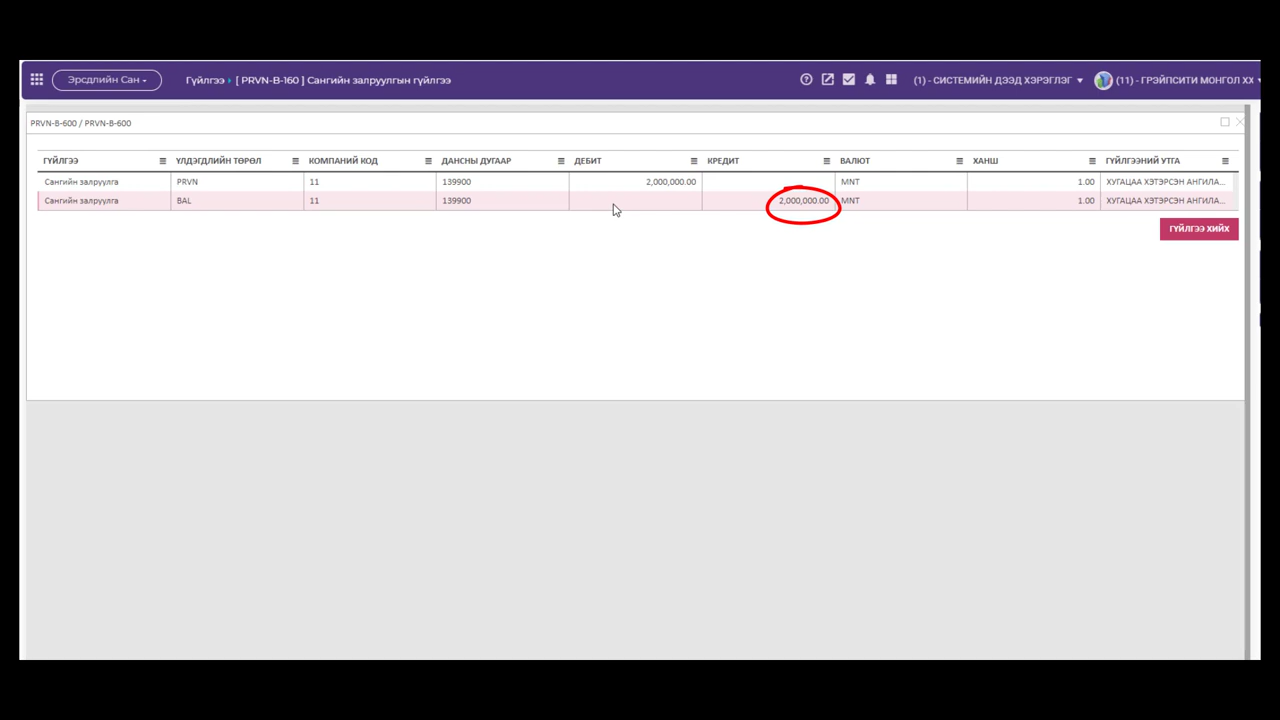 Эрсдлийн Сан Гүйлгээ [ PRVN-B-160 ] Сангийн залруулгын гүйлгээ (1) - СИСТЕМИЙН ДЭЭД ХЭРЭГЛЭГ (11) - ГРЭЙПСИТИ МОНГОЛ ХХ
PRVN-B-600 / PRVN-B-600
ГҮЙЛГЭЭ ҮЛДЭГДЛИЙН ТӨРӨЛ КОМПАНИЙ КОД ДАНСНЫ ДУГААР ДЕБИТ КРЕДИТ ВАЛЮТ ХАНШ ГҮЙЛГЭЭНИЙ УТГА
Сангийн залруулга PRVN 11 139900 2,000,000.00 MNT 1.00 ХУГАЦАА ХЭТЭРСЭН АНГИЛА...
Сангийн залруулга BAL 11 139900 2,000,000.00 MNT 1.00 ХУГАЦАА ХЭТЭРСЭН АНГИЛА...
ГҮЙЛГЭЭ ХИЙХ